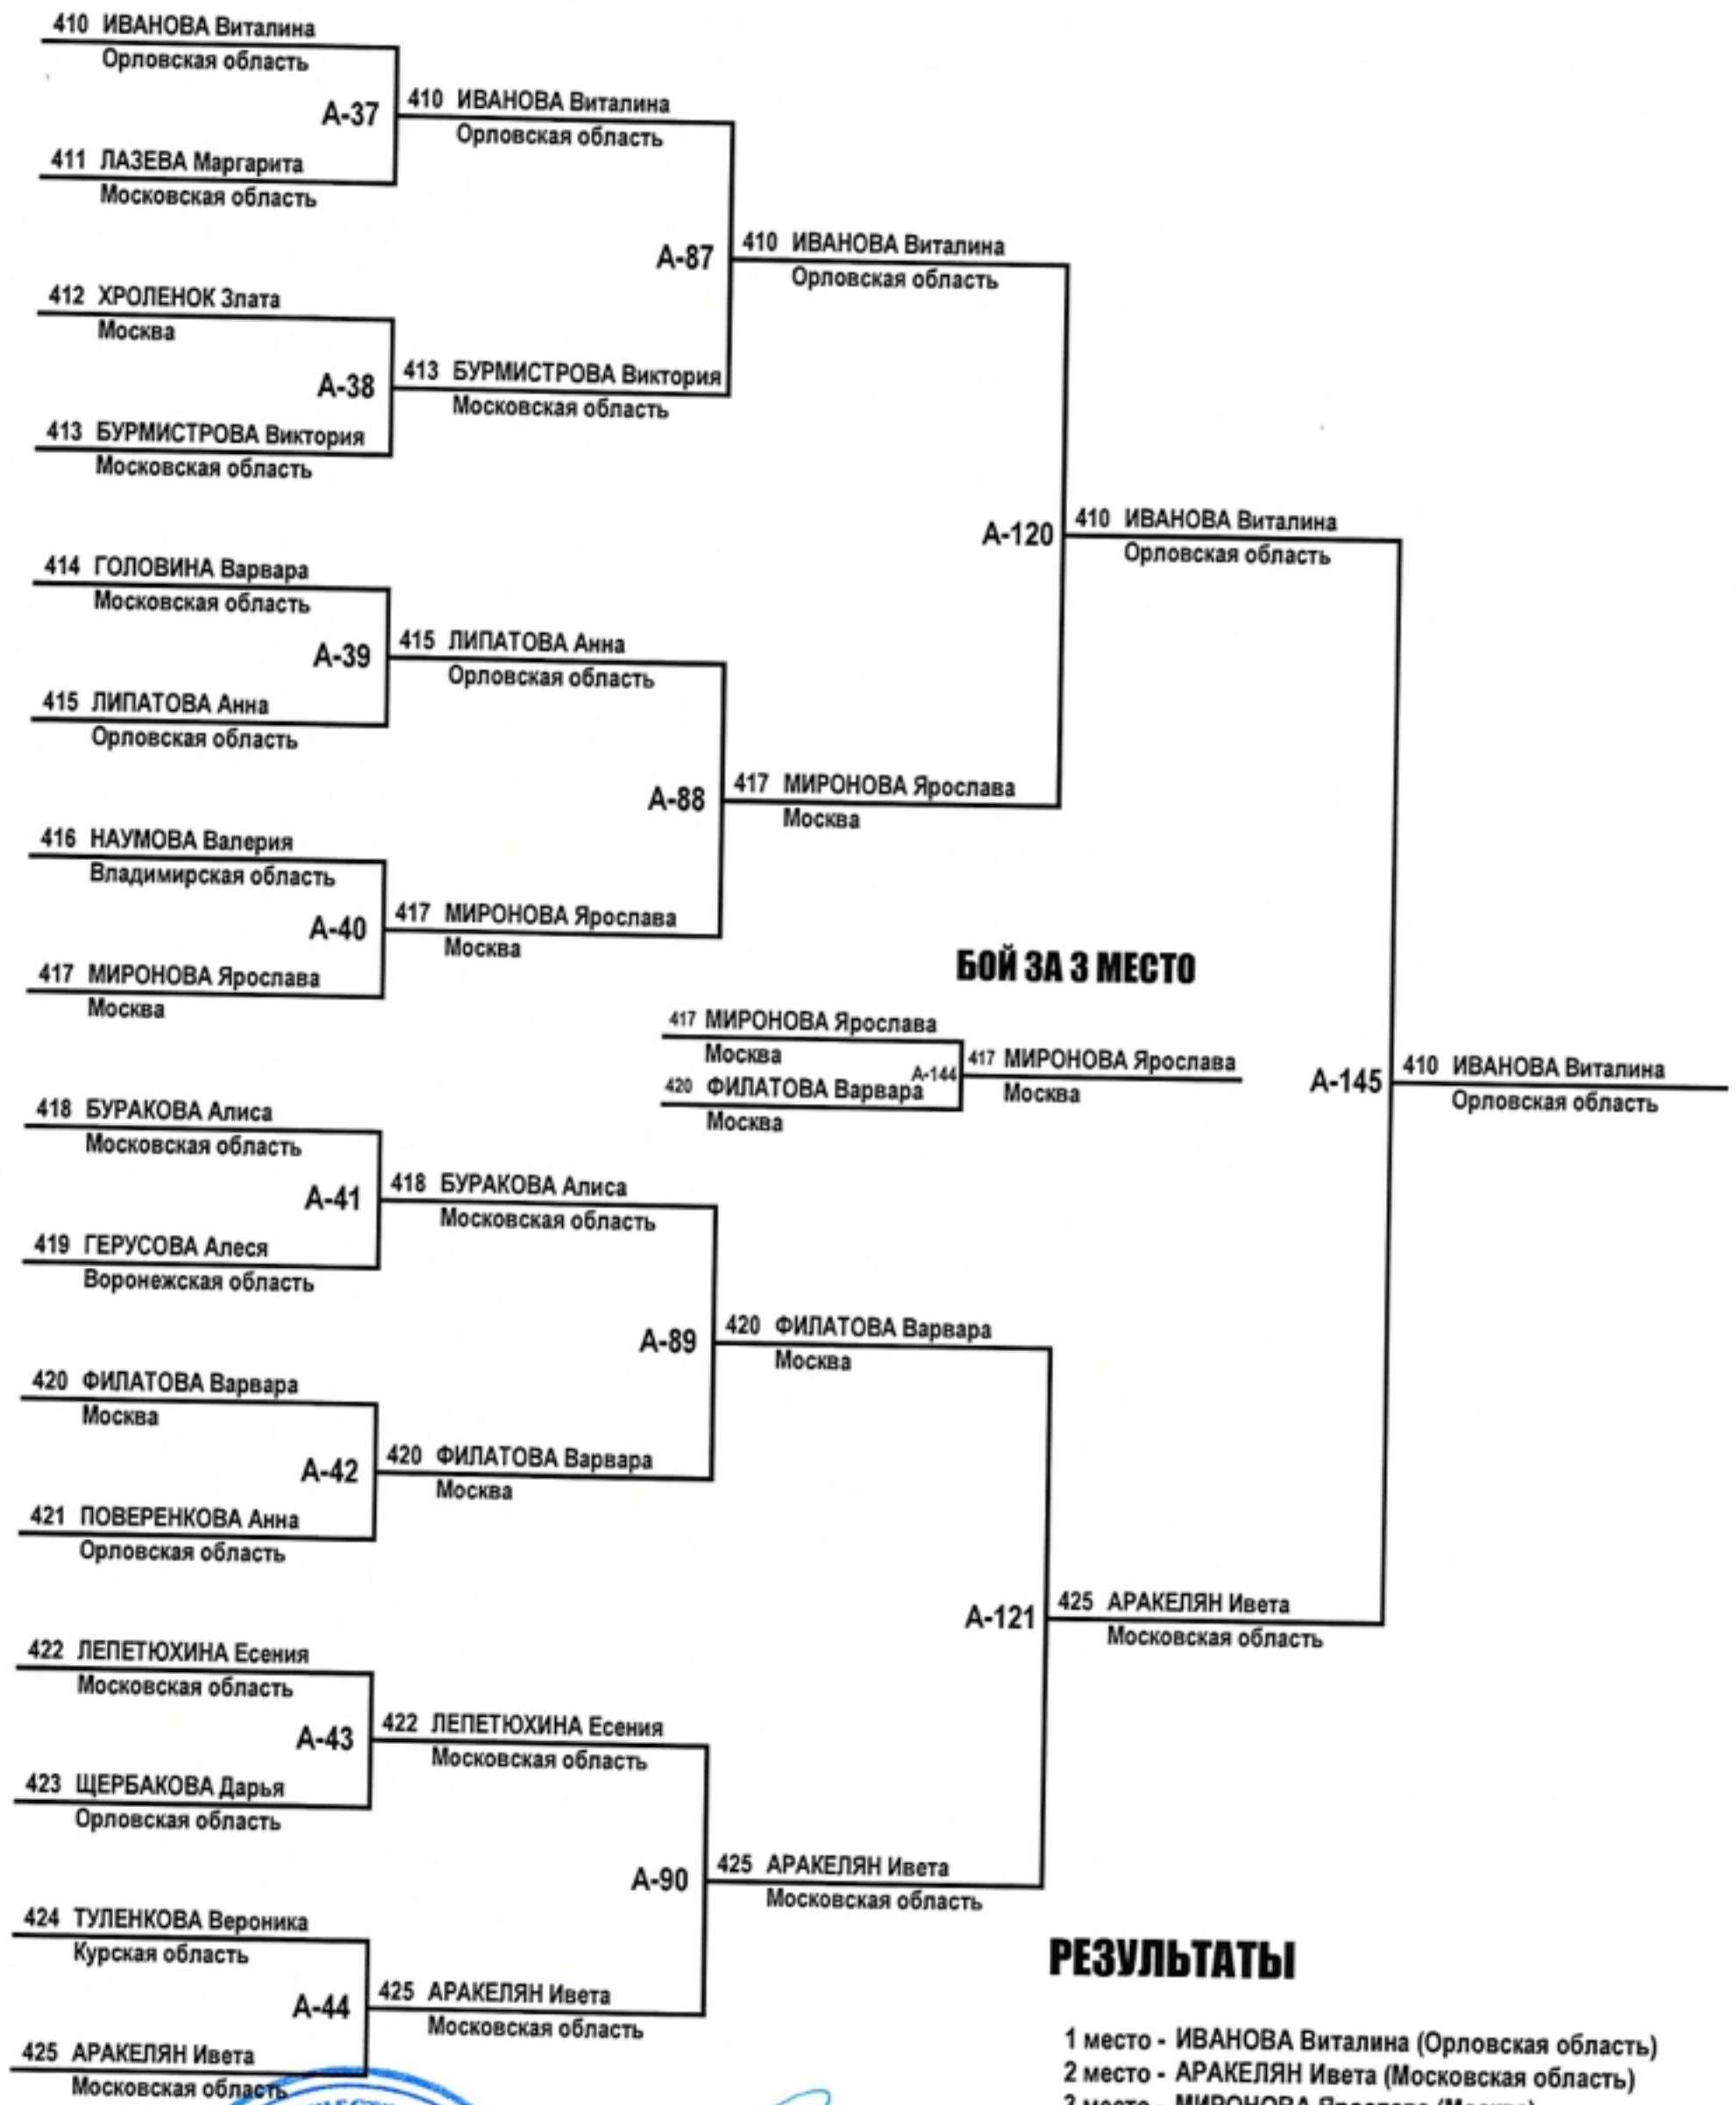 410 ИВАНОВА Виталина
Орловская область
А-37
411 ЛАЗЕВА Маргарита
Московская область
410 ИВАНОВА Виталина
Орловская область
А-87
412 ХРОЛЕНОК Злата
Москва
А-38
413 БУРМИСТРОВА Виктория
Московская область
413 БУРМИСТРОВА Виктория
Московская область
410 ИВАНОВА Виталина
Орловская область
А-120
414 ГОЛОВИНА Варвара
Московская область
А-39
415 ЛИПАТОВА Анна
Орловская область
415 ЛИПАТОВА Анна
Орловская область
А-88
416 НАУМОВА Валерия
Владимирская область
А-40
417 МИРОНОВА Ярослава
Москва
417 МИРОНОВА Ярослава
Москва
417 МИРОНОВА Ярослава
Москва
410 ИВАНОВА Виталина
Орловская область
БОЙ ЗА 3 МЕСТО
417 МИРОНОВА Ярослава
Москва
А-144
420 ФИЛАТОВА Варвара
Москва
417 МИРОНОВА Ярослава
Москва
А-145
410 ИВАНОВА Виталина
Орловская область
418 БУРАКОВА Алиса
Московская область
А-41
419 ГЕРУСОВА Алеся
Воронежская область
418 БУРАКОВА Алиса
Московская область
А-89
420 ФИЛАТОВА Варвара
Москва
А-42
421 ПОВЕРЕНКОВА Анна
Орловская область
420 ФИЛАТОВА Варвара
Москва
420 ФИЛАТОВА Варвара
Москва
А-121
425 АРАКЕЛЯН Ивета
Московская область
422 ЛЕПЕТЮХИНА Есения
Московская область
А-43
423 ЩЕРБАКОВА Дарья
Орловская область
422 ЛЕПЕТЮХИНА Есения
Московская область
А-90
424 ТУЛЕНКОВА Вероника
Курская область
А-44
425 АРАКЕЛЯН Ивета
Московская область
425 АРАКЕЛЯН Ивета
Московская область
425 АРАКЕЛЯН Ивета
Московская область
РЕЗУЛЬТАТЫ
1 место - ИВАНОВА Виталина (Орловская область)
2 место - АРАКЕЛЯН Ивета (Московская область)
3 место - МИРОНОВА Ярослава (Москва)